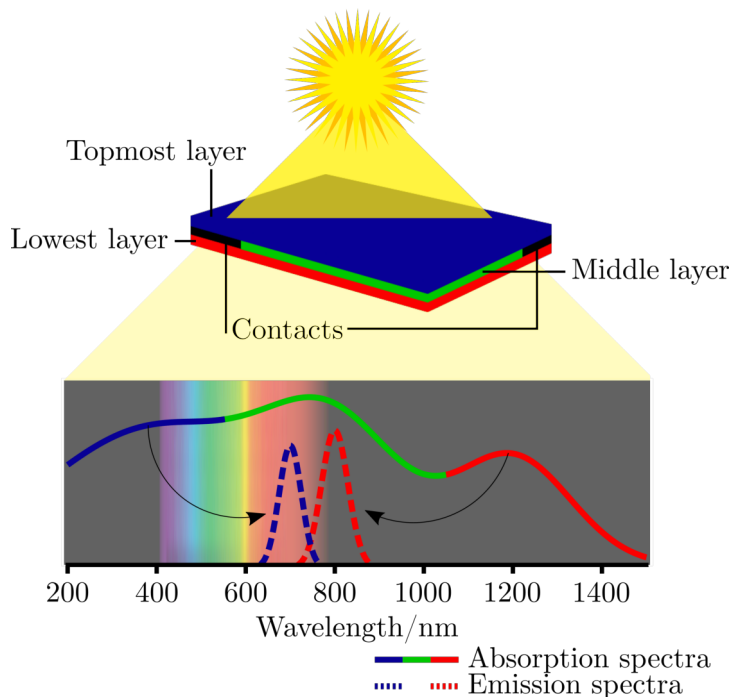 Topmost layer
Lowest layer
Middle layer
Contacts
200 400 600 800 1000 1200 1400
Wavelength/nm
Absorption spectra
Emission spectra